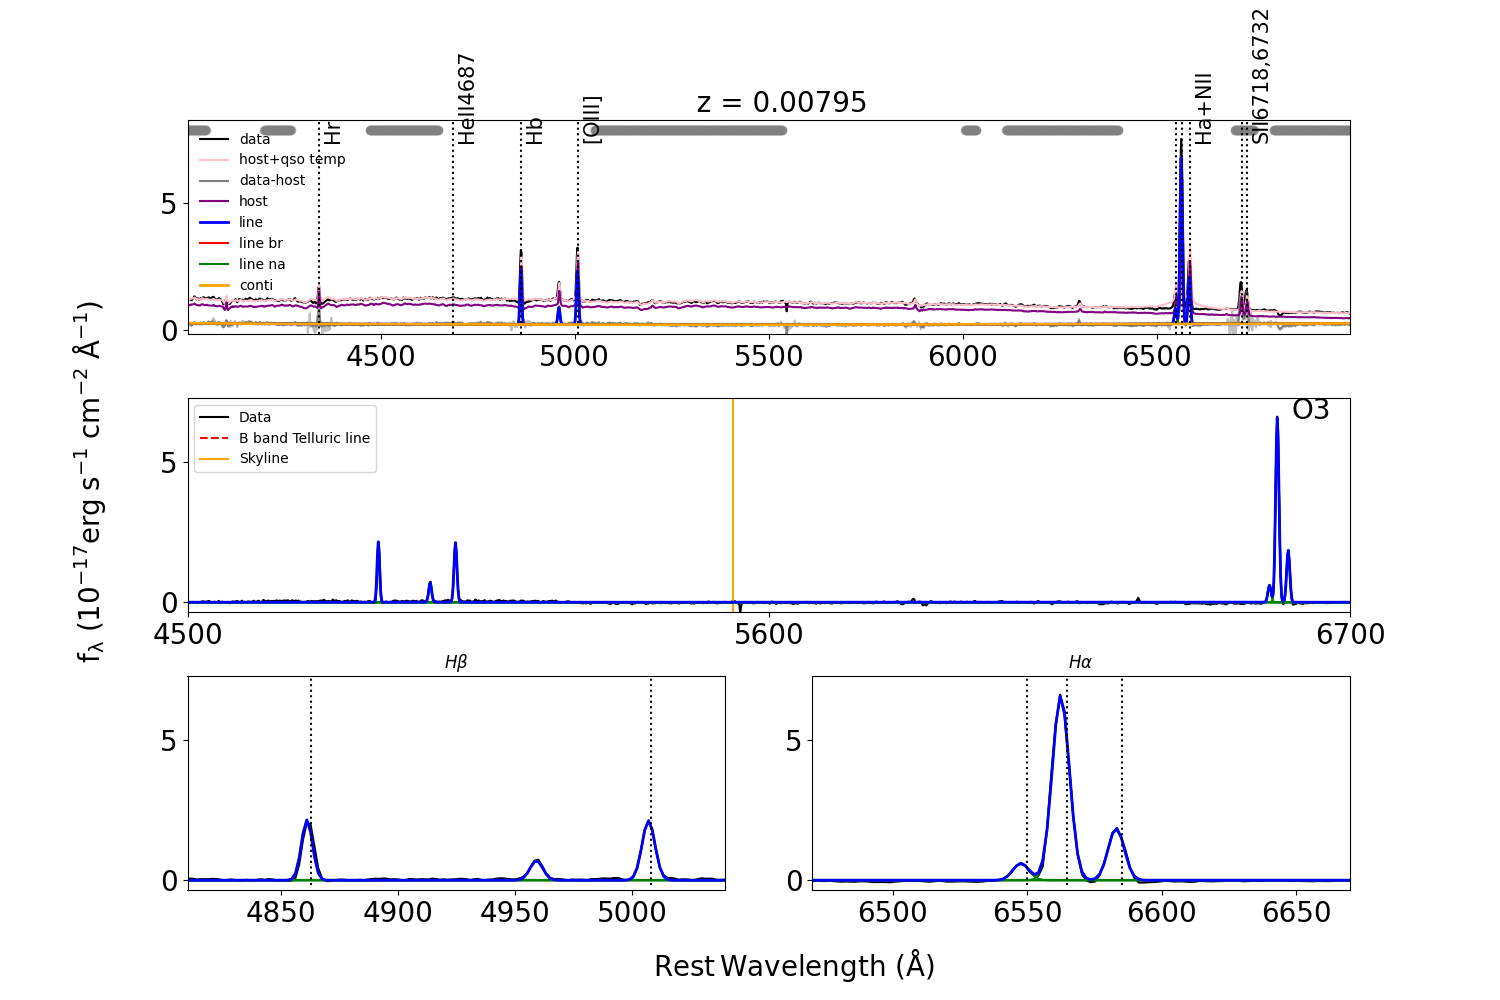 z = 0.00795
Hr
HeII4687
Hb
[OIII]
Ha+NII
SII6718,6732
data
host+qso temp
data-host
host
line
line br
line na
conti
5
0
4500
5000
5500
6000
6500
O3
Data
B band Telluric line
Skyline
5
0
4500
5600
6700
Hβ
5
0
4850
4900
4950
5000
Hα
5
0
6500
6550
6600
6650
fλ (10−17erg s−1 cm−2 Å−1)
Rest Wavelength (Å)